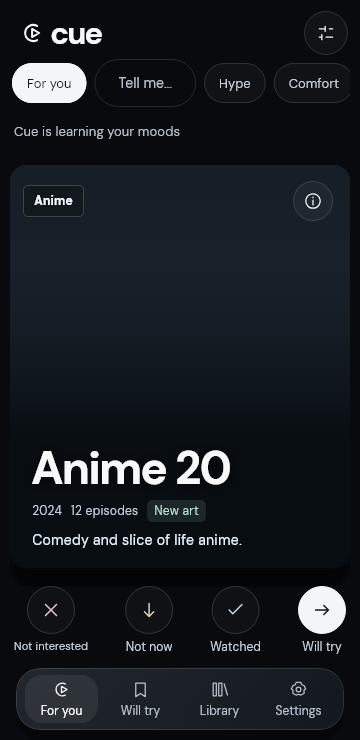 cue
For you
Tell me...
Hype
Comfort
Cue is learning your moods
Anime
Anime 20
2024 12 episodes New art
Comedy and slice of life anime.
Not interested
Not now
Watched
Will try
For you
Will try
Library
Settings